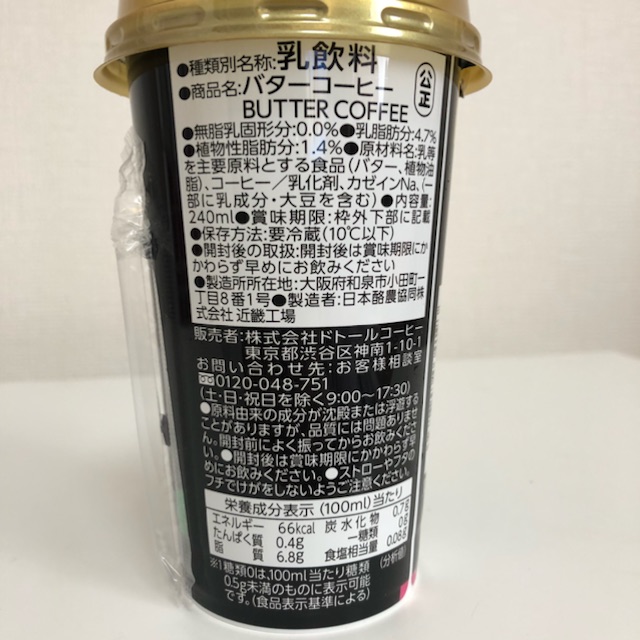 ●種類別名称:乳飲料
●商品名:バターコーヒー
BUTTER COFFEE
公正
●無脂乳固形分:0.0%●乳脂肪分:4.7%
●植物性脂肪分:1.4%●原材料名:乳等
を主要原料とする食品(バター、植物油
脂)、コーヒー/乳化剤、カゼインNa、(一
部に乳成分・大豆を含む)●内容量:
240ml●賞味期限:枠外下部に記載
●保存方法:要冷蔵(10℃以下)
●開封後の取扱:開封後は賞味期限にか
かわらず早めにお飲みください
●製造所所在地:大阪府和泉市小田町一
丁目8番1号●製造者:日本酪農協同株
式会社 近畿工場
販売者:株式会社ドトールコーヒー
東京都渋谷区神南1-10-1
お問い合わせ先:お客様相談室
0120-048-751
(土・日・祝日を除く9:00〜17:30)
●原料由来の成分が沈殿または浮遊する
ことがありますが、品質には問題ありませ
ん。開封前によく振ってからお飲みくださ
い。●開封後は賞味期限にかかわらず早
めにお飲みください。●ストローやフタの
フチでけがをしないようご注意ください。
栄養成分表示(100ml)当たり
エネルギー 66kcal 炭水化物 0.7g
たんぱく質 0.4g 一糖類 0g
脂質 6.8g 食塩相当量 0.08g
(分析値)
※1糖類0は、100ml当たり糖類
0.5g未満のものに表示可能
です。(食品表示基準による)